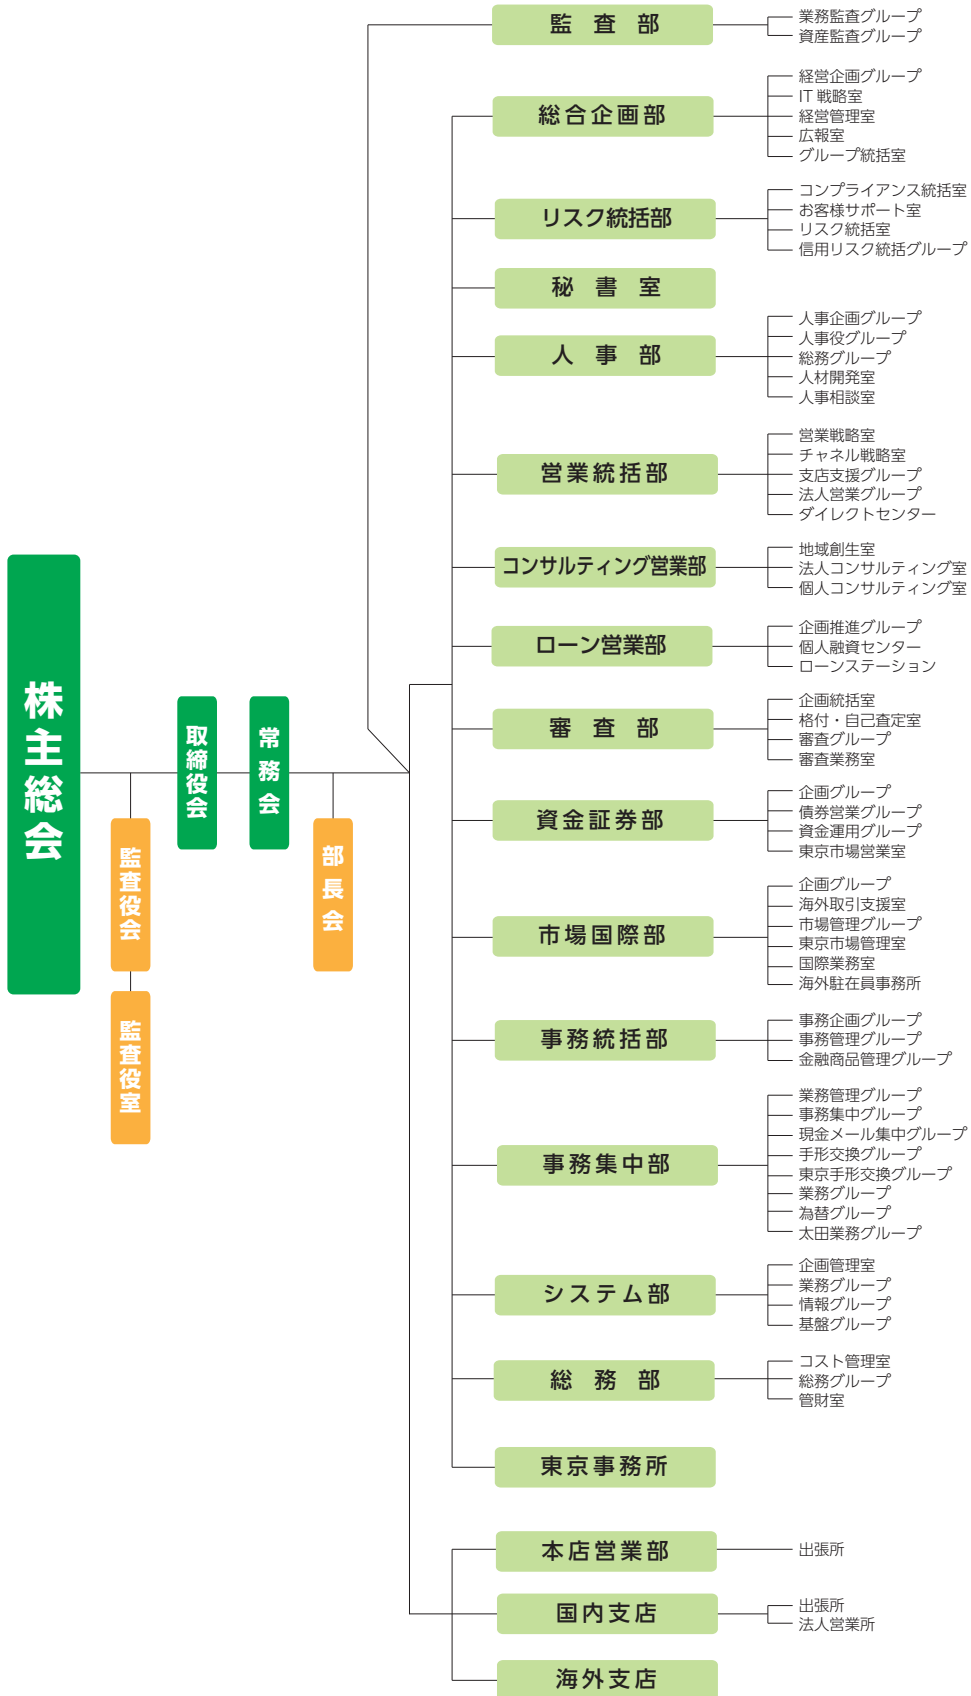 株主総会
取締役会
常務会
監査役会
監査役室
部長会
監査部
業務監査グループ
資産監査グループ
総合企画部
経営企画グループ
IT 戦略室
経営管理室
広報室
グループ統括室
リスク統括部
コンプライアンス統括室
お客様サポート室
リスク統括室
信用リスク統括グループ
秘書室
人事部
人事企画グループ
人事役グループ
総務グループ
人材開発室
人事相談室
営業統括部
営業戦略室
チャネル戦略室
支店支援グループ
法人営業グループ
ダイレクトセンター
コンサルティング営業部
地域創生室
法人コンサルティング室
個人コンサルティング室
ローン営業部
企画推進グループ
個人融資センター
ローンステーション
審査部
企画統括室
格付・自己査定室
審査グループ
審査業務室
資金証券部
企画グループ
債券営業グループ
資金運用グループ
東京市場営業室
市場国際部
企画グループ
海外取引支援室
市場管理グループ
東京市場管理室
国際業務室
海外駐在員事務所
事務統括部
事務企画グループ
事務管理グループ
金融商品管理グループ
事務集中部
業務管理グループ
事務集中グループ
現金メール集中グループ
手形交換グループ
東京手形交換グループ
業務グループ
為替グループ
太田業務グループ
システム部
企画管理室
業務グループ
情報グループ
基盤グループ
総務部
コスト管理室
総務グループ
管財室
東京事務所
本店営業部
出張所
国内支店
出張所
法人営業所
海外支店